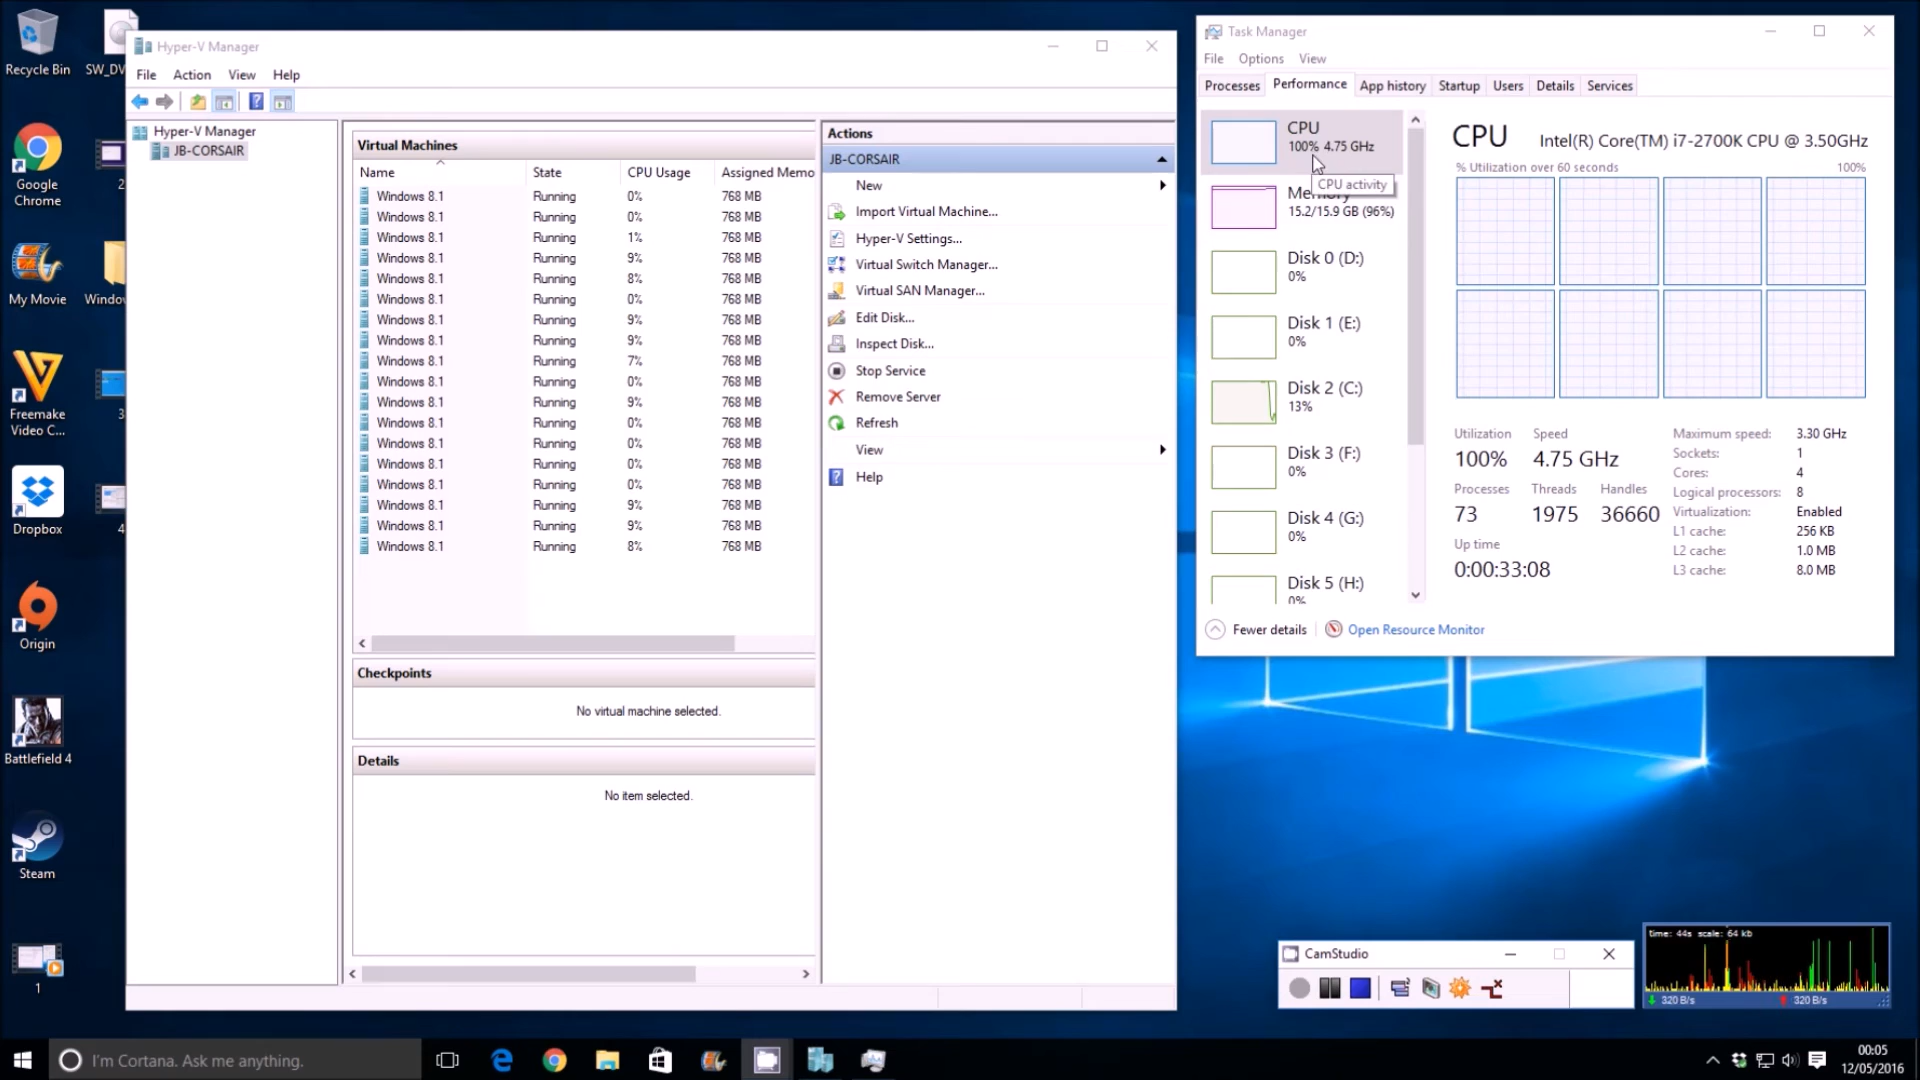 Recycle Bin
SW_DV
Google
Chrome
2
My Movie
Windov
Freemake
Video C...
3
Dropbox
4
Origin
Battlefield 4
Steam
1
Hyper-V Manager
File Action View Help
Hyper-V Manager
JB-CORSAIR
Virtual Machines
Name State CPU Usage Assigned Memo
Windows 8.1 Running 0% 768 MB
Windows 8.1 Running 0% 768 MB
Windows 8.1 Running 1% 768 MB
Windows 8.1 Running 9% 768 MB
Windows 8.1 Running 8% 768 MB
Windows 8.1 Running 0% 768 MB
Windows 8.1 Running 9% 768 MB
Windows 8.1 Running 9% 768 MB
Windows 8.1 Running 7% 768 MB
Windows 8.1 Running 0% 768 MB
Windows 8.1 Running 9% 768 MB
Windows 8.1 Running 0% 768 MB
Windows 8.1 Running 0% 768 MB
Windows 8.1 Running 0% 768 MB
Windows 8.1 Running 0% 768 MB
Windows 8.1 Running 9% 768 MB
Windows 8.1 Running 9% 768 MB
Windows 8.1 Running 8% 768 MB
Checkpoints
No virtual machine selected.
Details
No item selected.
Actions
JB-CORSAIR
New
Import Virtual Machine...
Hyper-V Settings...
Virtual Switch Manager...
Virtual SAN Manager...
Edit Disk...
Inspect Disk...
Stop Service
Remove Server
Refresh
View
Help
Task Manager
File Options View
Processes Performance App history Startup Users Details Services
CPU
100% 4.75 GHz
CPU activity
Memory
15.2/15.9 GB (96%)
Disk 0 (D:)
0%
Disk 1 (E:)
0%
Disk 2 (C:)
13%
Disk 3 (F:)
0%
Disk 4 (G:)
0%
Disk 5 (H:)
0%
CPU Intel(R) Core(TM) i7-2700K CPU @ 3.50GHz
% Utilization over 60 seconds 100%
Utilization Speed
100% 4.75 GHz
Processes Threads Handles
73 1975 36660
Up time
0:00:33:08
Maximum speed: 3.30 GHz
Sockets: 1
Cores: 4
Logical processors: 8
Virtualization: Enabled
L1 cache: 256 KB
L2 cache: 1.0 MB
L3 cache: 8.0 MB
Fewer details Open Resource Monitor
CamStudio
time: 44s scale: 64 kb
320 B/s 320 B/s
I'm Cortana. Ask me anything.
00:05
12/05/2016